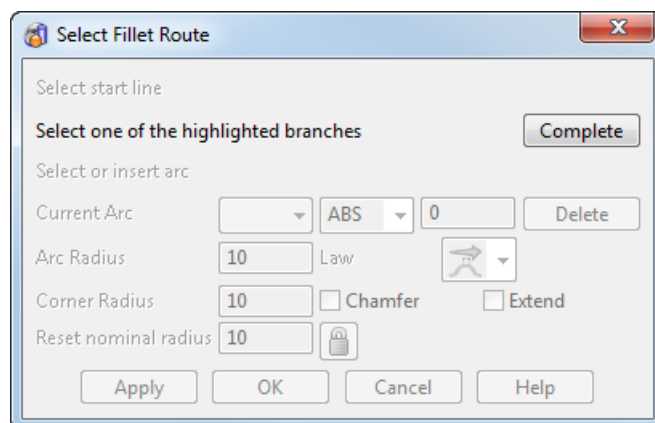 Select Fillet Route
Select start line
Select one of the highlighted branches Complete
Select or insert arc
Current Arc ABS 0 Delete
Arc Radius 10 Law
Corner Radius 10 Chamfer Extend
Reset nominal radius 10
Apply OK Cancel Help